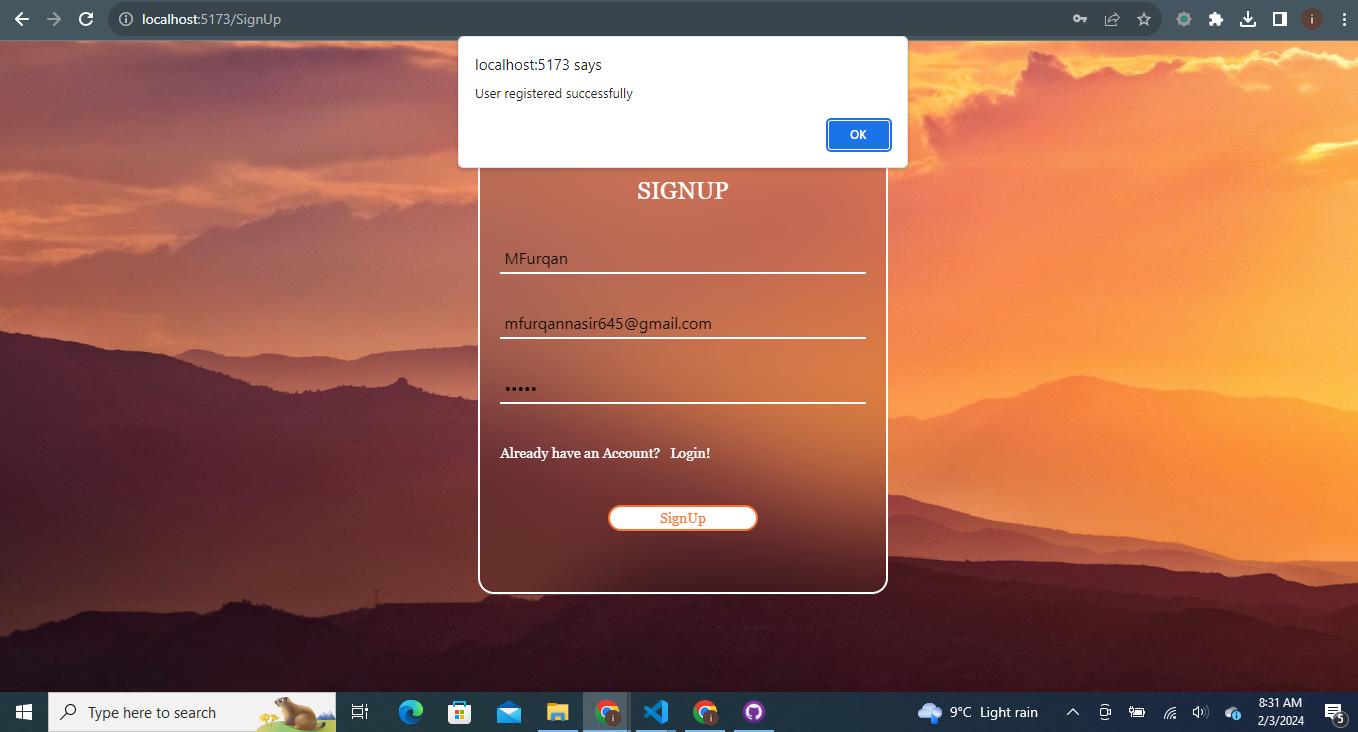 localhost:5173/SignUp
i
localhost:5173 says
User registered successfully
OK
SIGNUP
MFurqan
mfurqannasir645@gmail.com
•••••
Already have an Account? Login!
SignUp
Type here to search
9°C Light rain
8:31 AM
2/3/2024
5